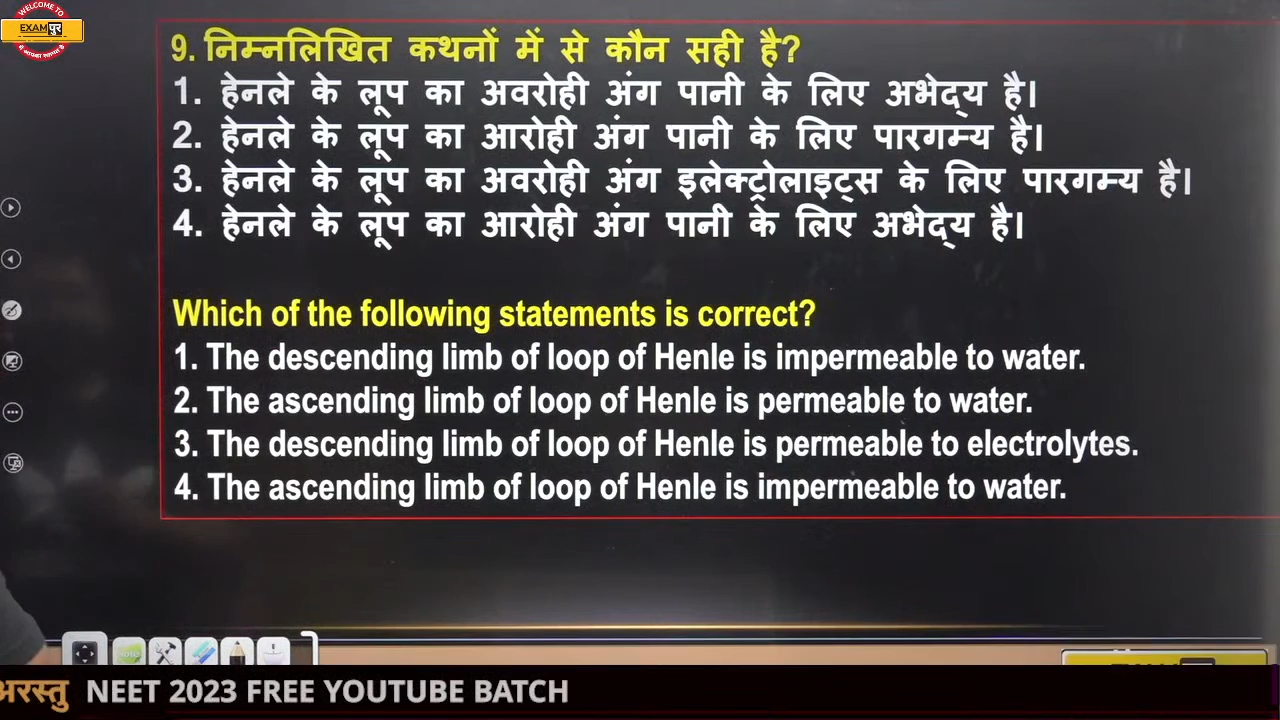 WELCOME TO
EXAM पुर
9. निम्नलिखित कथनों में से कौन सही है?
1. हेनले के लूप का अवरोही अंग पानी के लिए अभेद्य है।
2. हेनले के लूप का आरोही अंग पानी के लिए पारगम्य है।
3. हेनले के लूप का अवरोही अंग इलेक्ट्रोलाइट्स के लिए पारगम्य है।
4. हेनले के लूप का आरोही अंग पानी के लिए अभेद्य है।
Which of the following statements is correct?
1. The descending limb of loop of Henle is impermeable to water.
2. The ascending limb of loop of Henle is permeable to water.
3. The descending limb of loop of Henle is permeable to electrolytes.
4. The ascending limb of loop of Henle is impermeable to water.
अरस्तु NEET 2023 FREE YOUTUBE BATCH